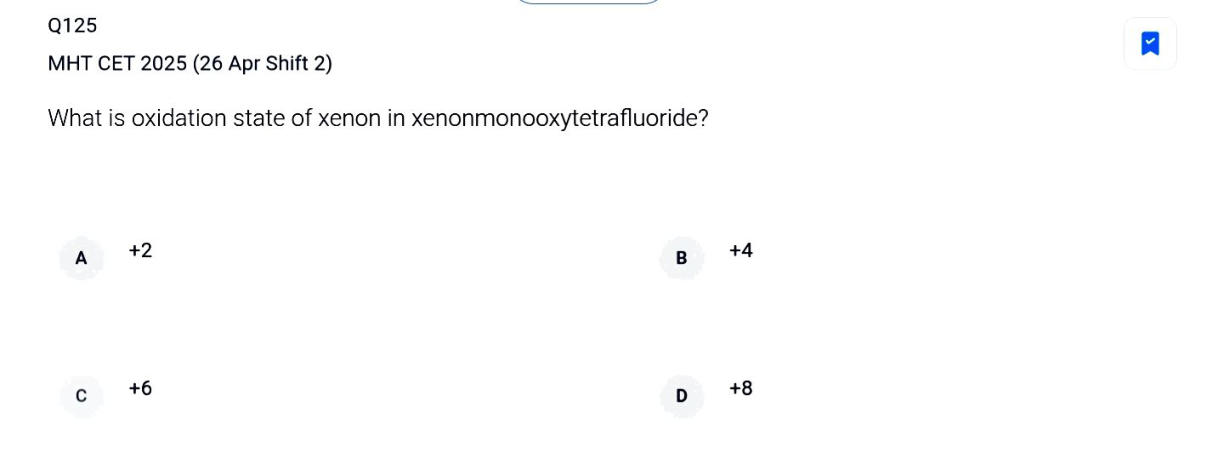 Q125
MHT CET 2025 (26 Apr Shift 2)
What is oxidation state of xenon in xenonmonooxytetrafluoride?
A +2
B +4
C +6
D +8